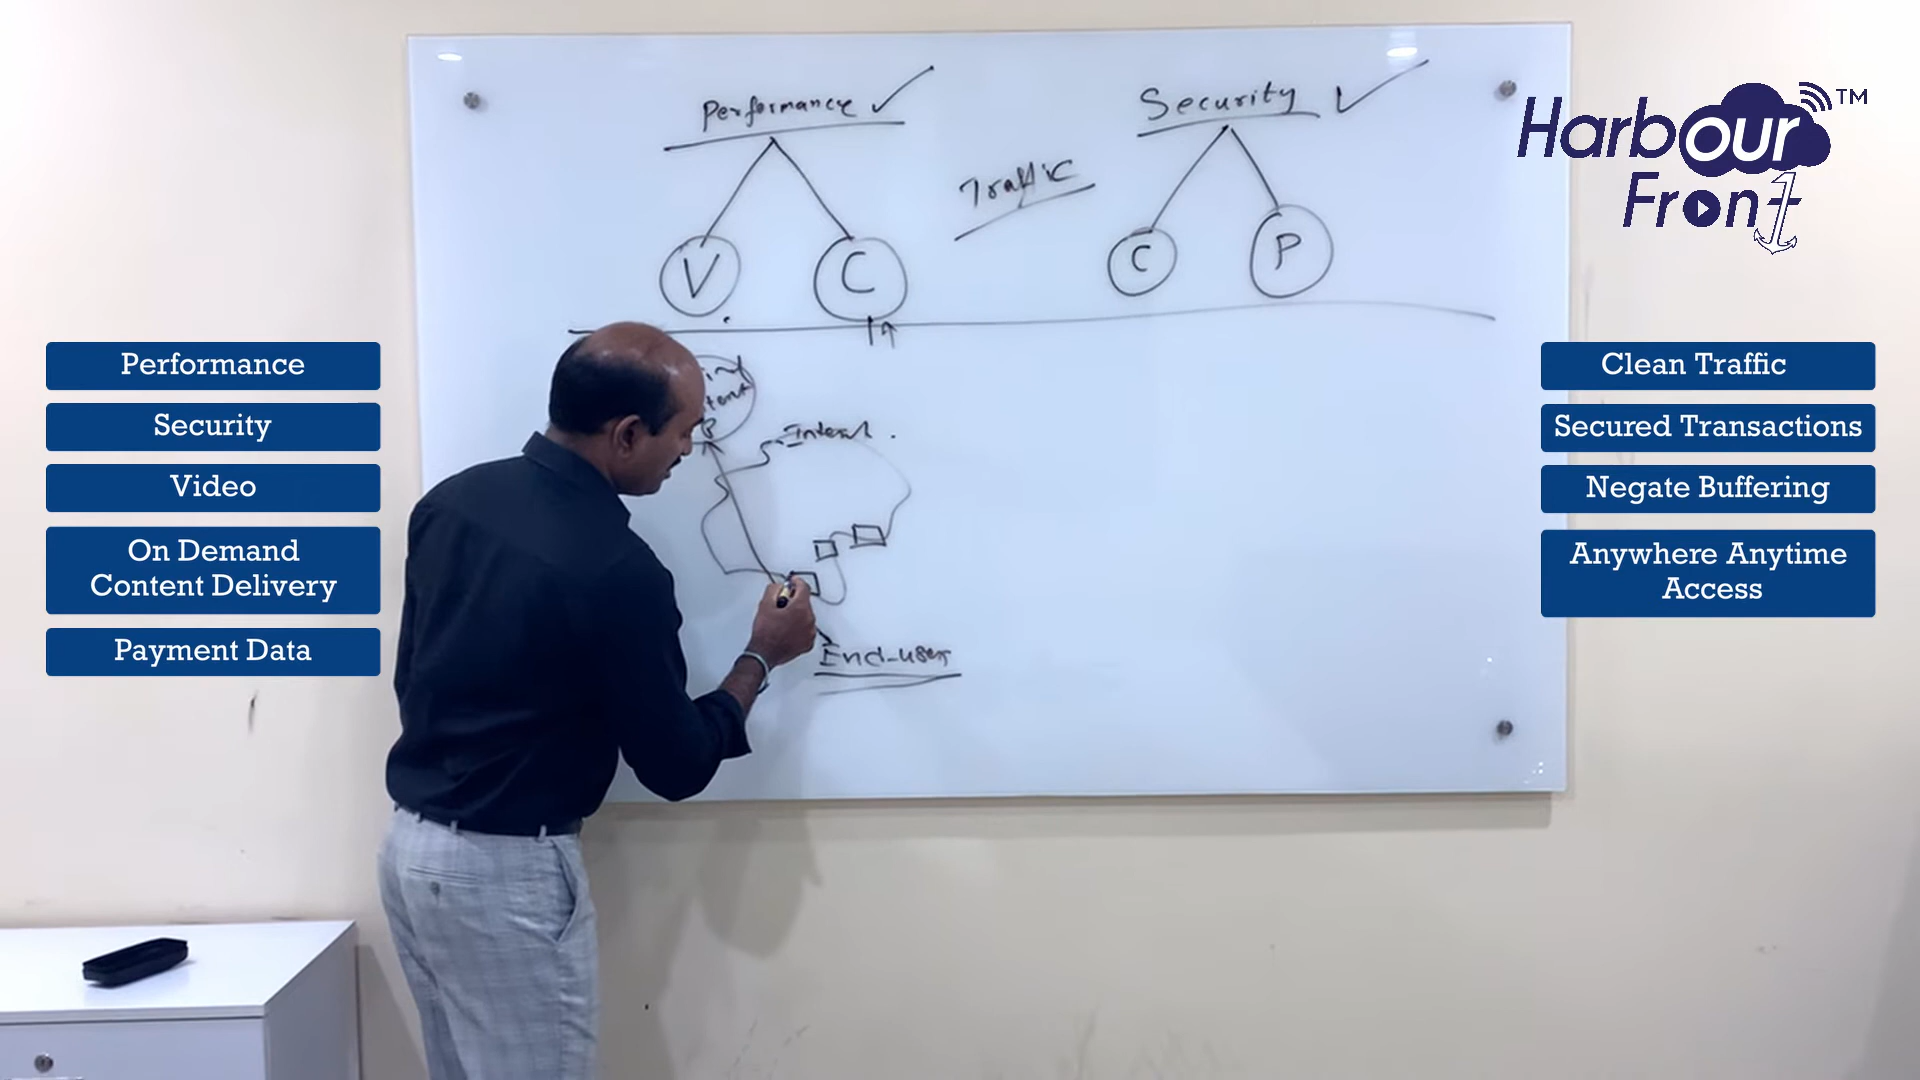 Performance
Security
Traffic
V
C
C
P
End-user
Harbour
Front
TM
Performance
Security
Video
On Demand
Content Delivery
Payment Data
Clean Traffic
Secured Transactions
Negate Buffering
Anywhere Anytime
Access